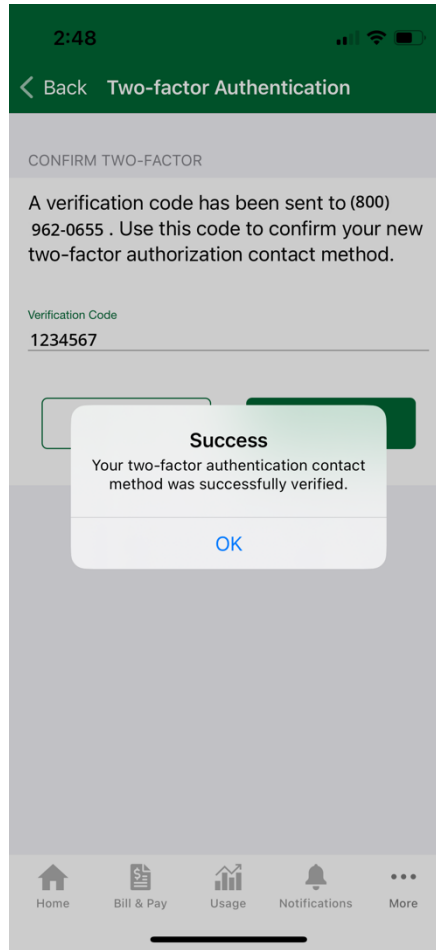 2:48
Back Two-factor Authentication
CONFIRM TWO-FACTOR
A verification code has been sent to (800)
962-0655 . Use this code to confirm your new
two-factor authorization contact method.
Verification Code
1234567
Success
Your two-factor authentication contact
method was successfully verified.
OK
Home Bill & Pay Usage Notifications More